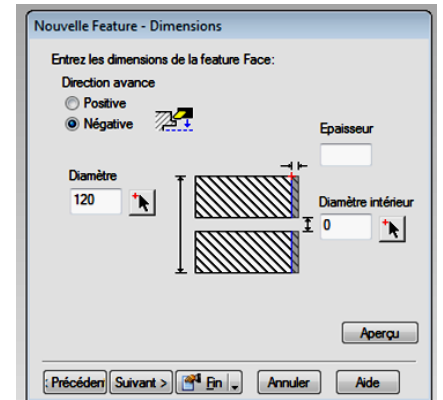 Nouvelle Feature - Dimensions
Entrez les dimensions de la feature Face:
Direction avance
Positive
Négative
Epaisseur
Diamètre
120
Diamètre intérieur
0
Aperçu
: Précéden Suivant > Fin Annuler Aide